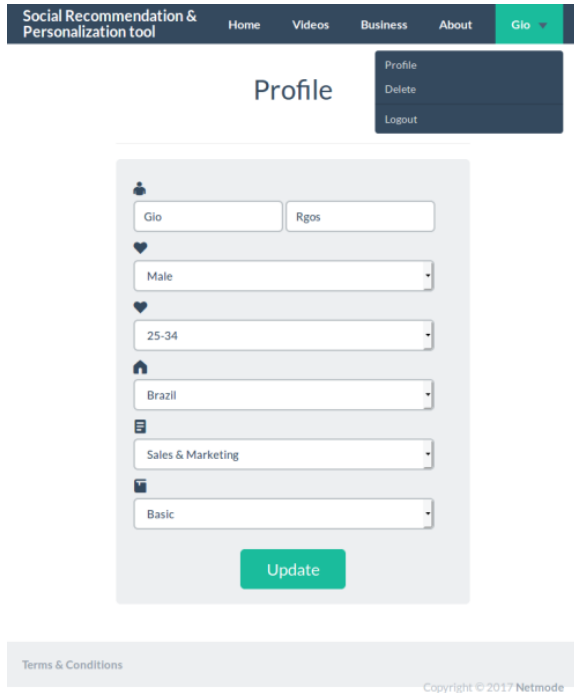 Social Recommendation &
Personalization tool
Home Videos Business About Gio
Profile
Delete
Logout
Profile
Gio Rgos
Male
25-34
Brazil
Sales & Marketing
Basic
Update
Terms & Conditions
Copyright © 2017 Netmode